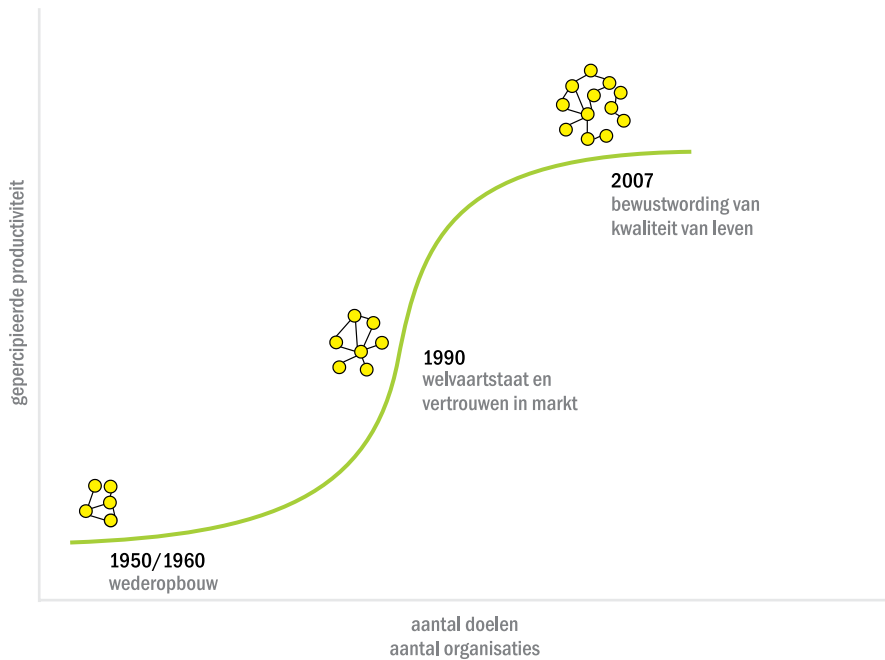 gepercipieerde productiviteit
2007
bewustwording van
kwaliteit van leven
1990
welvaartstaat en
vertrouwen in markt
1950/1960
wederopbouw
aantal doelen
aantal organisaties